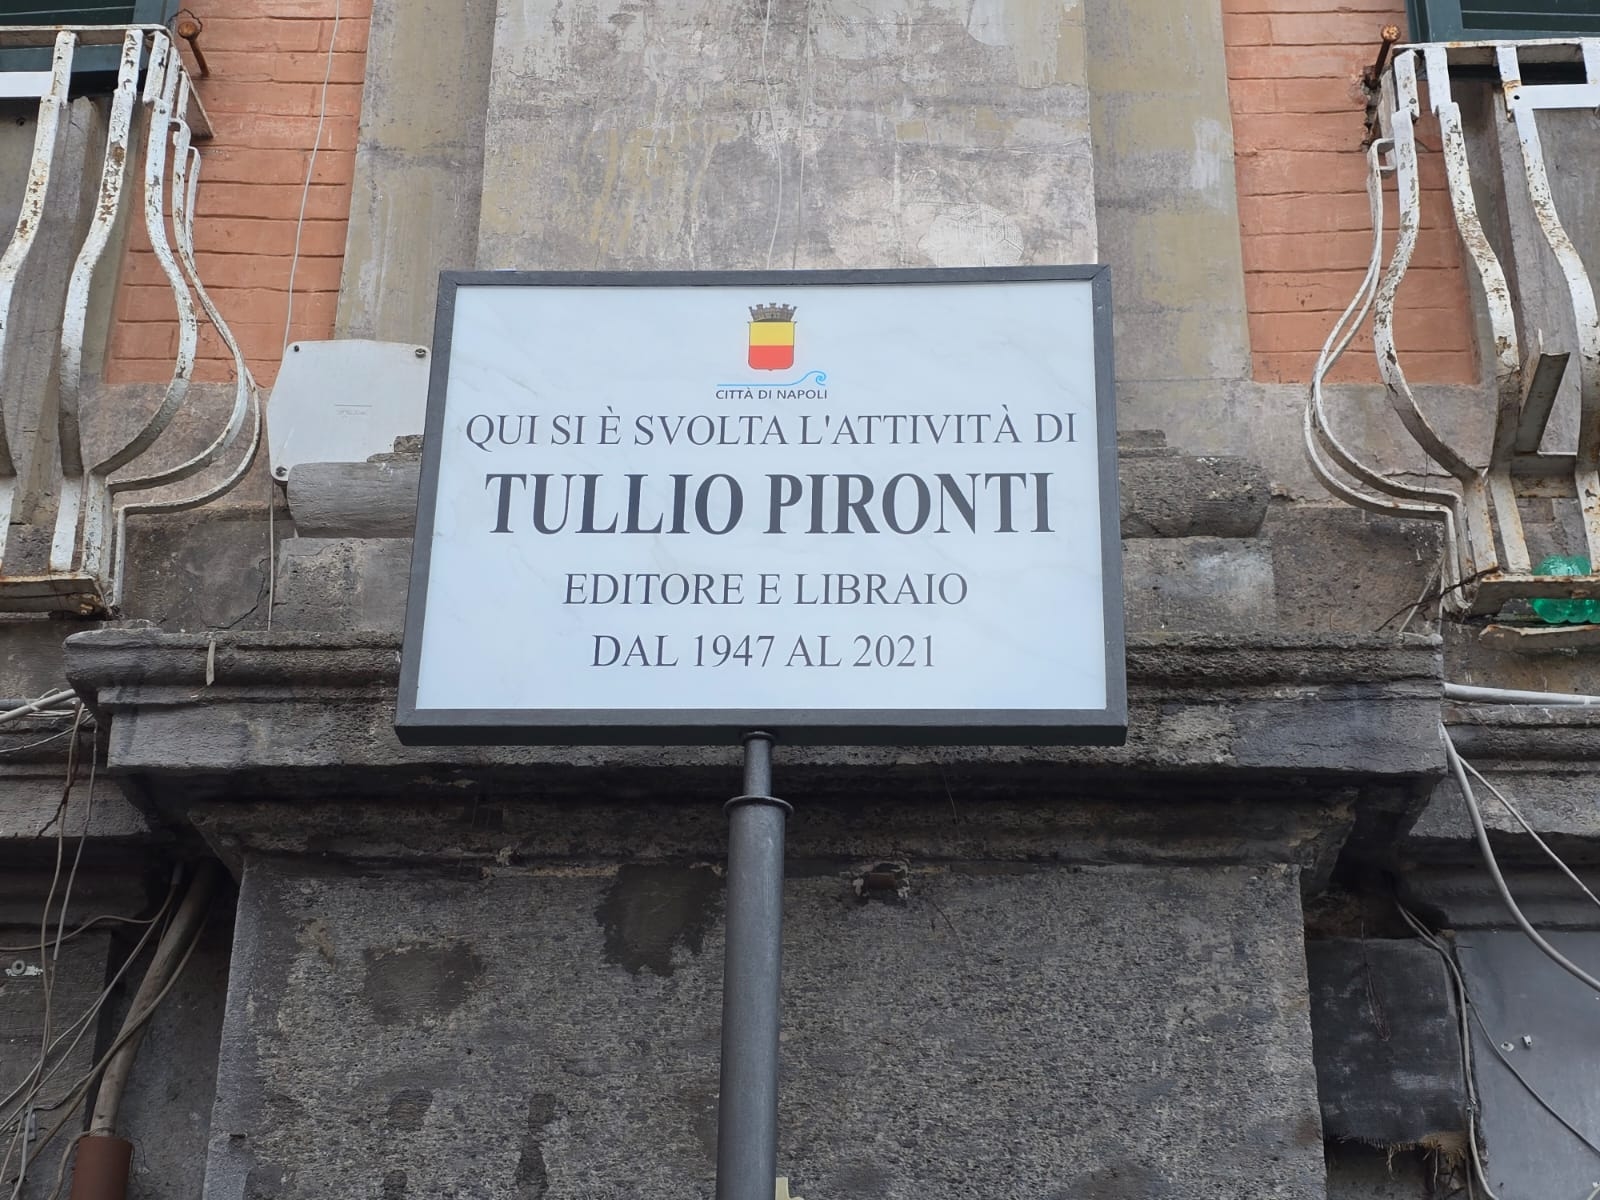 CITTÀ DI NAPOLI
QUI SI È SVOLTA L'ATTIVITÀ DI
TULLIO PIRONTI
EDITORE E LIBRAIO
DAL 1947 AL 2021